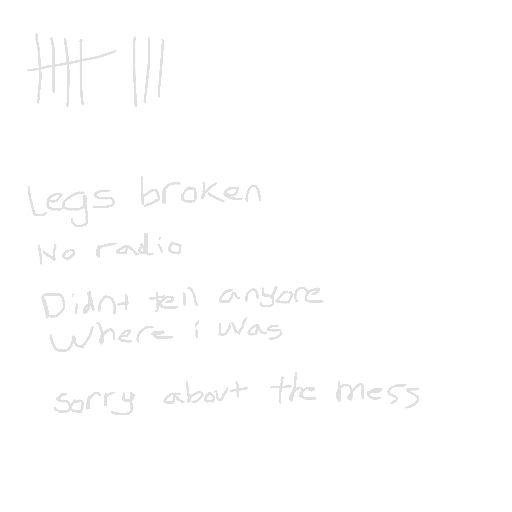 Legs broken
No radio
Didnt tell anyone
Where i was
sorry about the mess